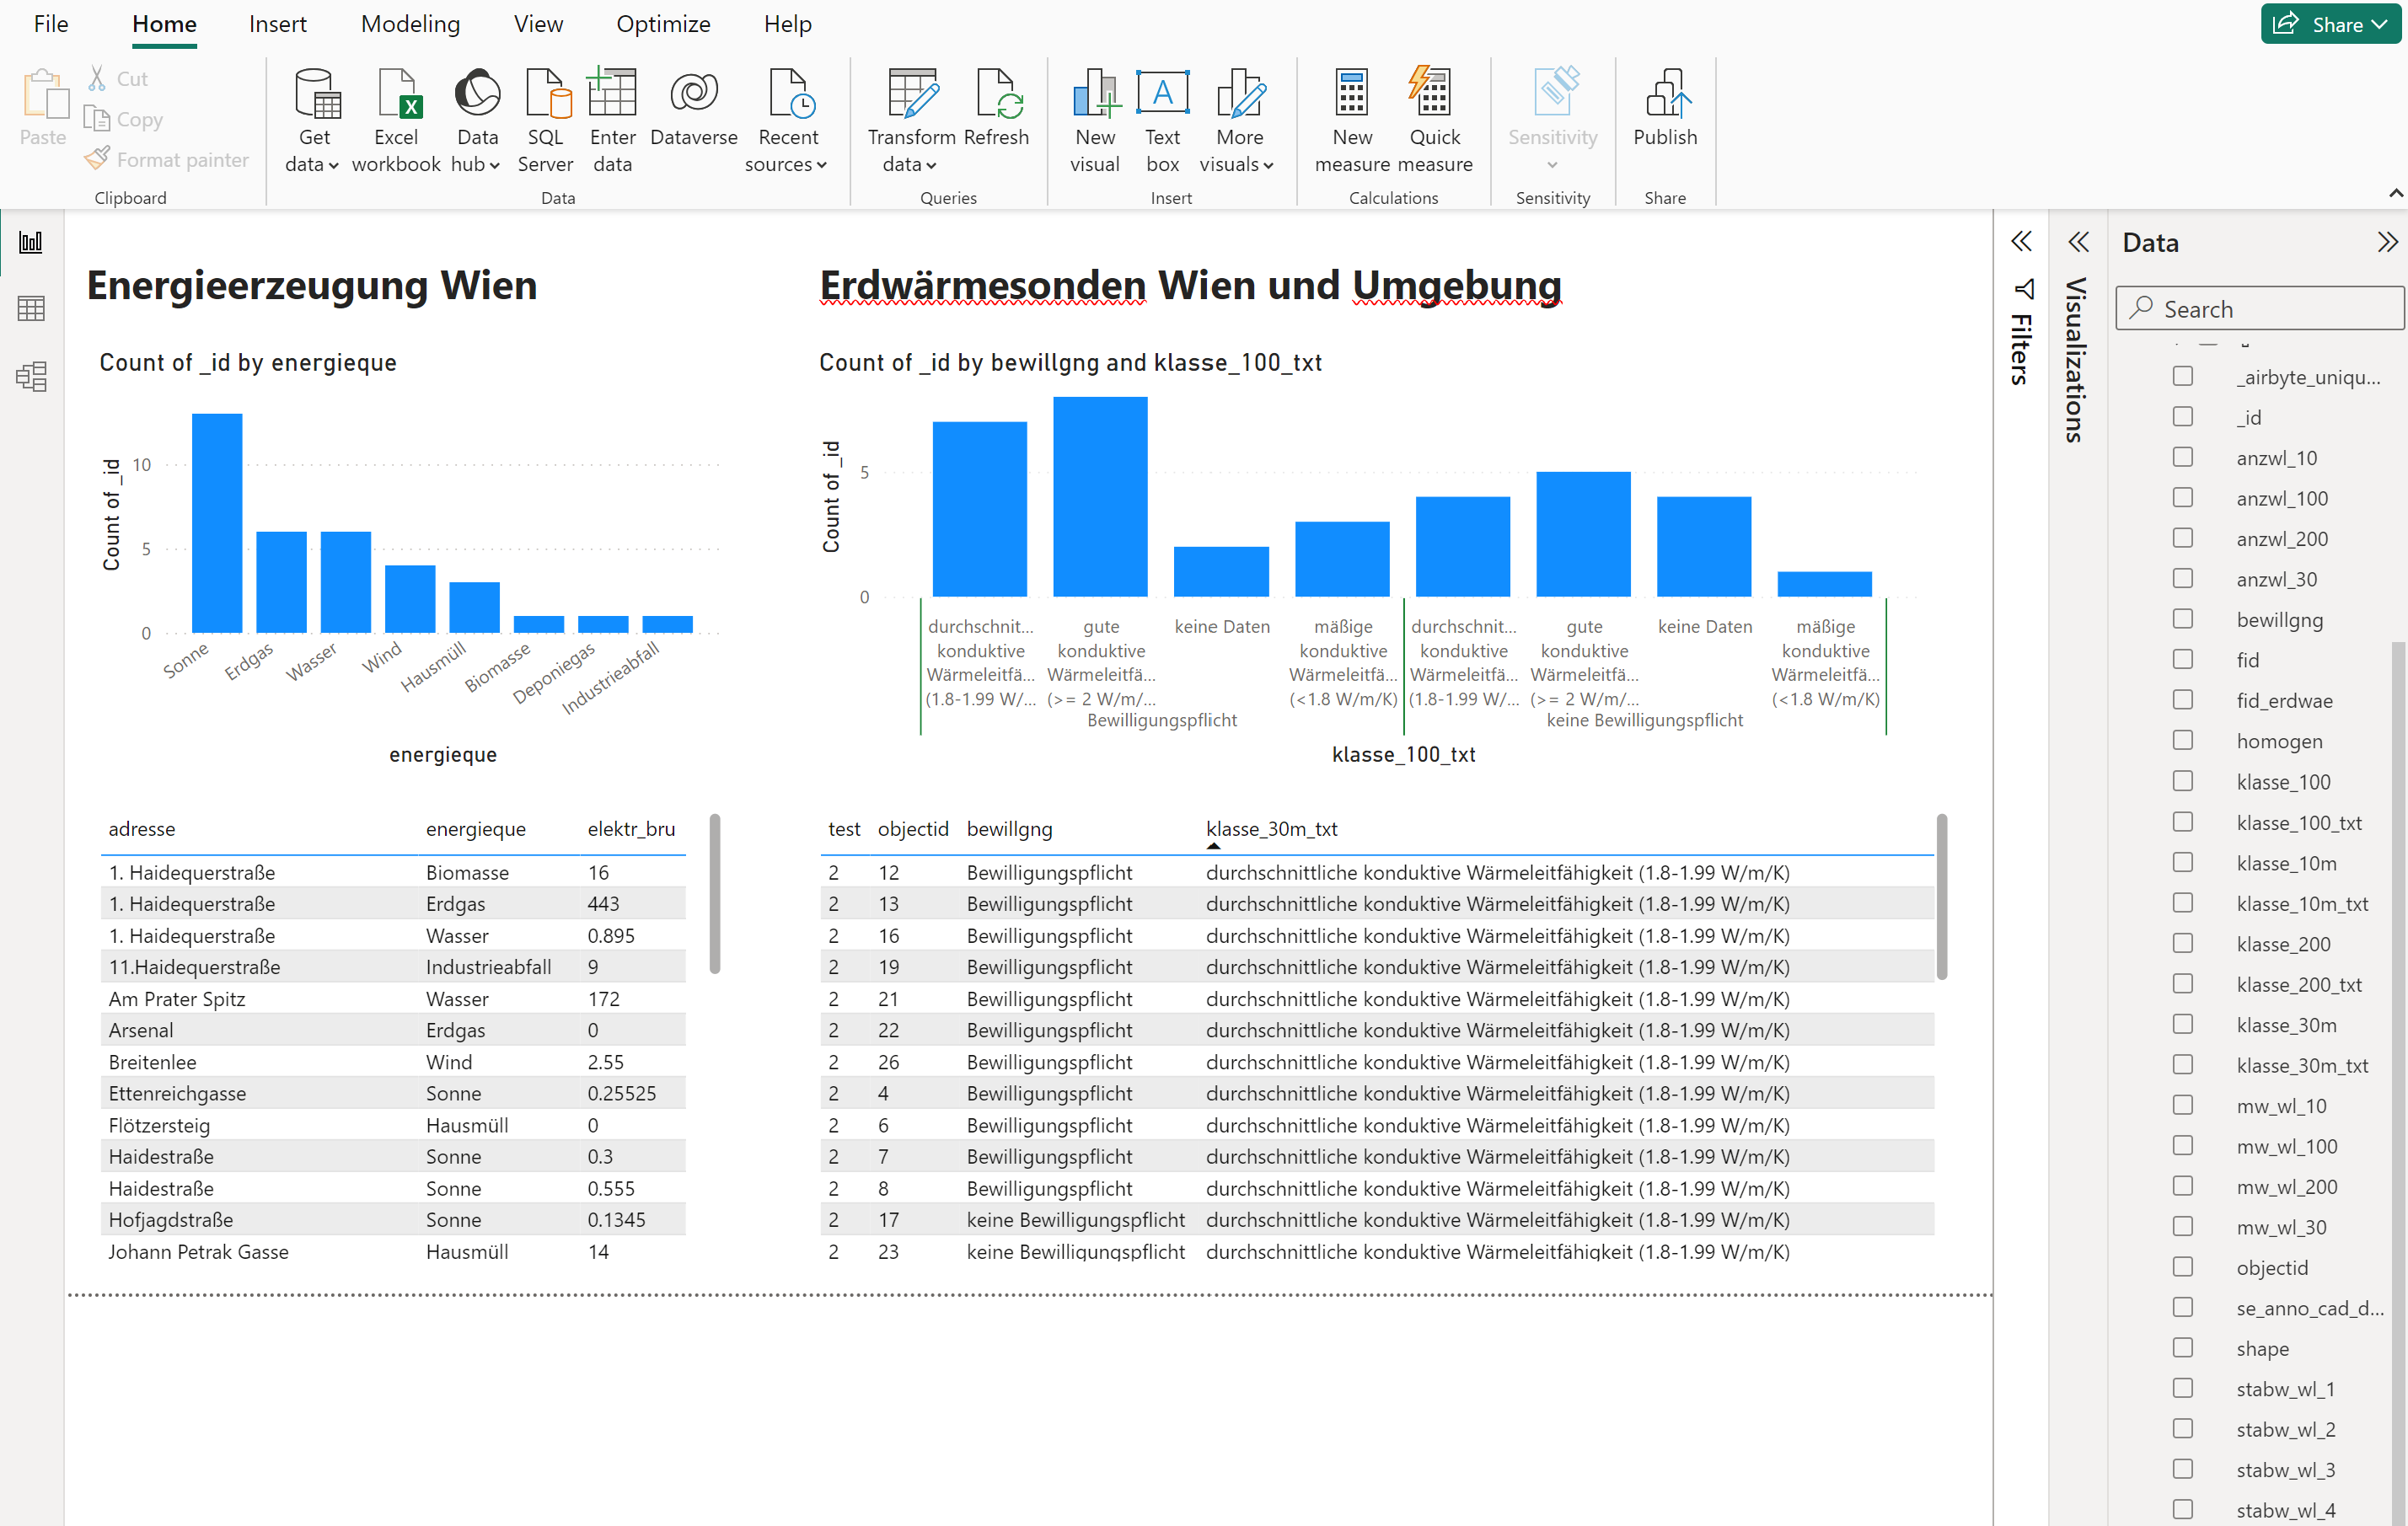 File Home Insert Modeling View Optimize Help Share
Paste
Cut
Copy
Format painter
Clipboard
Get data
Excel workbook
Data hub
SQL Server
Enter data
Dataverse
Recent sources
Data
Transform data
Refresh
Queries
New visual
Text box
More visuals
Insert
New measure
Quick measure
Calculations
Sensitivity
Sensitivity
Publish
Share
Energieerzeugung Wien
Count of _id by energieque
Count of _id
10
5
0
Sonne
Erdgas
Wasser
Wind
Hausmüll
Biomasse
Deponiegas
Industrieabfall
energieque
adresse energieque elektr_bru
1. Haidequerstraße Biomasse 16
1. Haidequerstraße Erdgas 443
1. Haidequerstraße Wasser 0.895
11.Haidequerstraße Industrieabfall 9
Am Prater Spitz Wasser 172
Arsenal Erdgas 0
Breitenlee Wind 2.55
Ettenreichgasse Sonne 0.25525
Flötzersteig Hausmüll 0
Haidestraße Sonne 0.3
Haidestraße Sonne 0.555
Hofjagdstraße Sonne 0.1345
Johann Petrak Gasse Hausmüll 14
Erdwärmesonden Wien und Umgebung
Count of _id by bewillgng and klasse_100_txt
Count of _id
5
0
durchschnit... gute keine Daten mäßige durchschnit... gute keine Daten mäßige
konduktive konduktive konduktive konduktive konduktive konduktive
Wärmeleitfä... Wärmeleitfä... Wärmeleitfä... Wärmeleitfä... Wärmeleitfä... Wärmeleitfä...
(1.8-1.99 W/... (>= 2 W/m/... (<1.8 W/m/K) (1.8-1.99 W/... (>= 2 W/m/... (<1.8 W/m/K)
Bewilligungspflicht keine Bewilligungspflicht
klasse_100_txt
test objectid bewillgng klasse_30m_txt
2 12 Bewilligungspflicht durchschnittliche konduktive Wärmeleitfähigkeit (1.8-1.99 W/m/K)
2 13 Bewilligungspflicht durchschnittliche konduktive Wärmeleitfähigkeit (1.8-1.99 W/m/K)
2 16 Bewilligungspflicht durchschnittliche konduktive Wärmeleitfähigkeit (1.8-1.99 W/m/K)
2 19 Bewilligungspflicht durchschnittliche konduktive Wärmeleitfähigkeit (1.8-1.99 W/m/K)
2 21 Bewilligungspflicht durchschnittliche konduktive Wärmeleitfähigkeit (1.8-1.99 W/m/K)
2 22 Bewilligungspflicht durchschnittliche konduktive Wärmeleitfähigkeit (1.8-1.99 W/m/K)
2 26 Bewilligungspflicht durchschnittliche konduktive Wärmeleitfähigkeit (1.8-1.99 W/m/K)
2 4 Bewilligungspflicht durchschnittliche konduktive Wärmeleitfähigkeit (1.8-1.99 W/m/K)
2 6 Bewilligungspflicht durchschnittliche konduktive Wärmeleitfähigkeit (1.8-1.99 W/m/K)
2 7 Bewilligungspflicht durchschnittliche konduktive Wärmeleitfähigkeit (1.8-1.99 W/m/K)
2 8 Bewilligungspflicht durchschnittliche konduktive Wärmeleitfähigkeit (1.8-1.99 W/m/K)
2 17 keine Bewilligungspflicht durchschnittliche konduktive Wärmeleitfähigkeit (1.8-1.99 W/m/K)
2 23 keine Bewilligungspflicht durchschnittliche konduktive Wärmeleitfähigkeit (1.8-1.99 W/m/K)
Filters
Visualizations
Data
Search
_airbyte_uniqu...
_id
anzwl_10
anzwl_100
anzwl_200
anzwl_30
bewillgng
fid
fid_erdwae
homogen
klasse_100
klasse_100_txt
klasse_10m
klasse_10m_txt
klasse_200
klasse_200_txt
klasse_30m
klasse_30m_txt
mw_wl_10
mw_wl_100
mw_wl_200
mw_wl_30
objectid
se_anno_cad_d...
shape
stabw_wl_1
stabw_wl_2
stabw_wl_3
stabw_wl_4